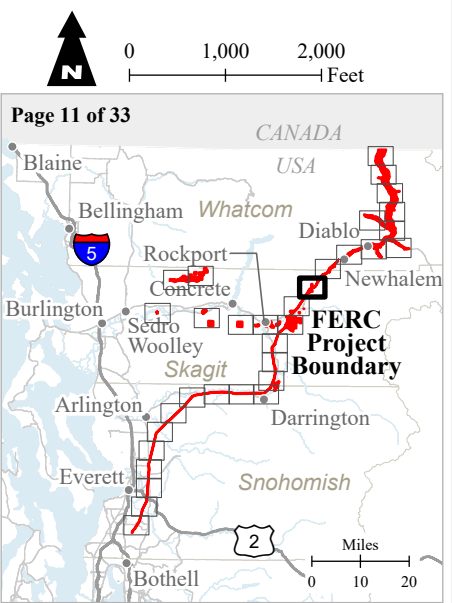 N
0 1,000 2,000
Feet
Page 11 of 33
CANADA
USA
Blaine
Bellingham
Whatcom
Diablo
5
Rockport
Newhalem
Concrete
Burlington
FERC
Project
Boundary
Sedro
Woolley
Skagit
Arlington
Darrington
Everett
Snohomish
2
Miles
0 10 20
Bothell